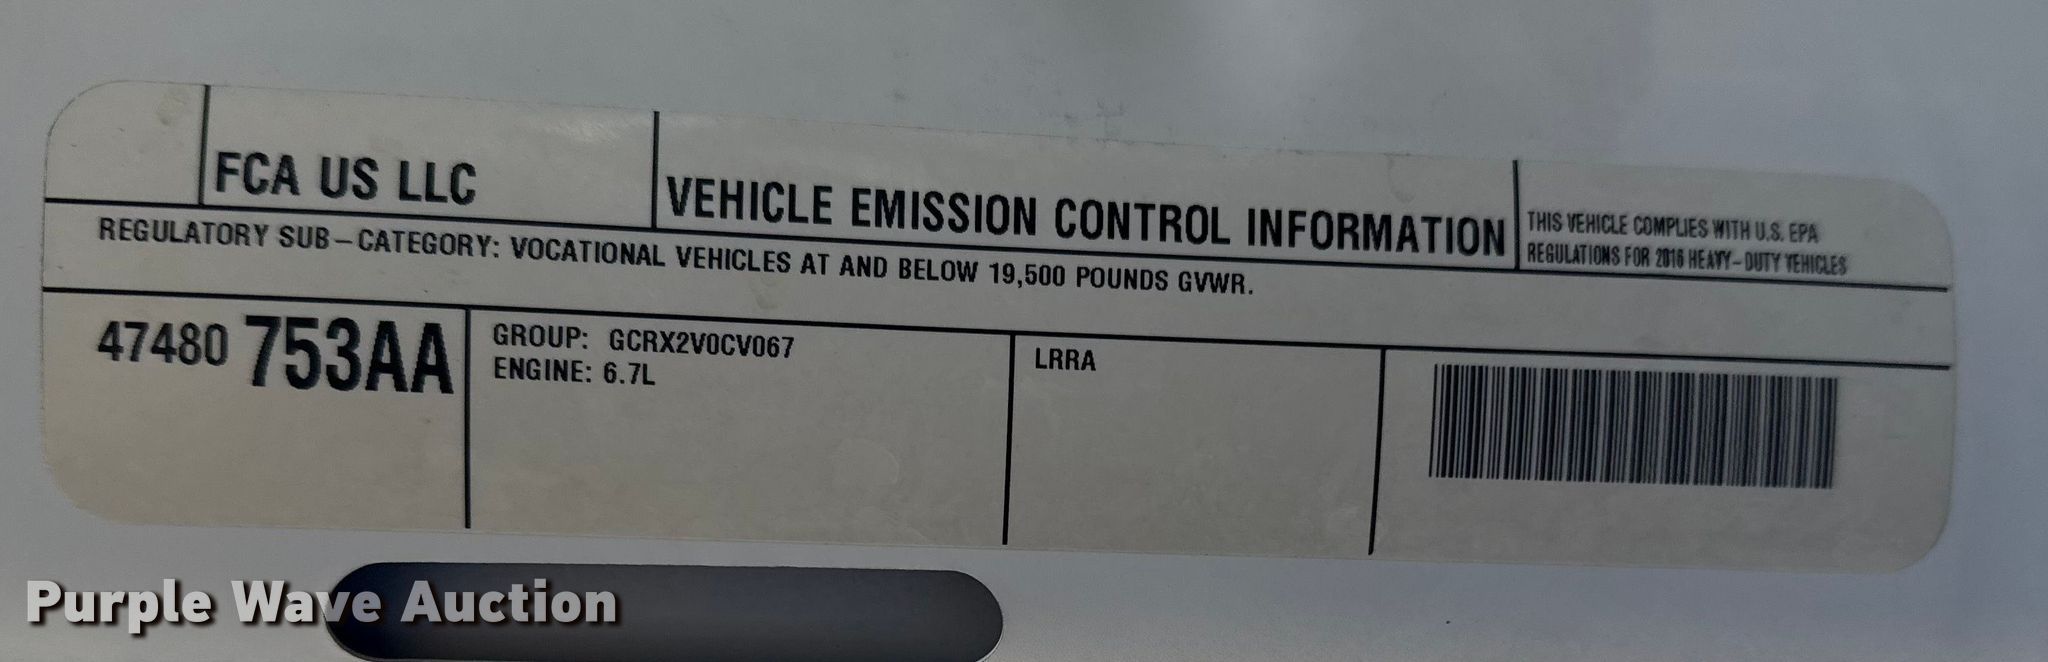 FCA US LLC
VEHICLE EMISSION CONTROL INFORMATION
THIS VEHICLE COMPLIES WITH U.S. EPA
REGULATIONS FOR 2016 HEAVY-DUTY VEHICLES
REGULATORY SUB-CATEGORY: VOCATIONAL VEHICLES AT AND BELOW 19,500 POUNDS GVWR.
47480 753AA
GROUP: GCRX2V0CV067
ENGINE: 6.7L
LRRA
Purple Wave Auction